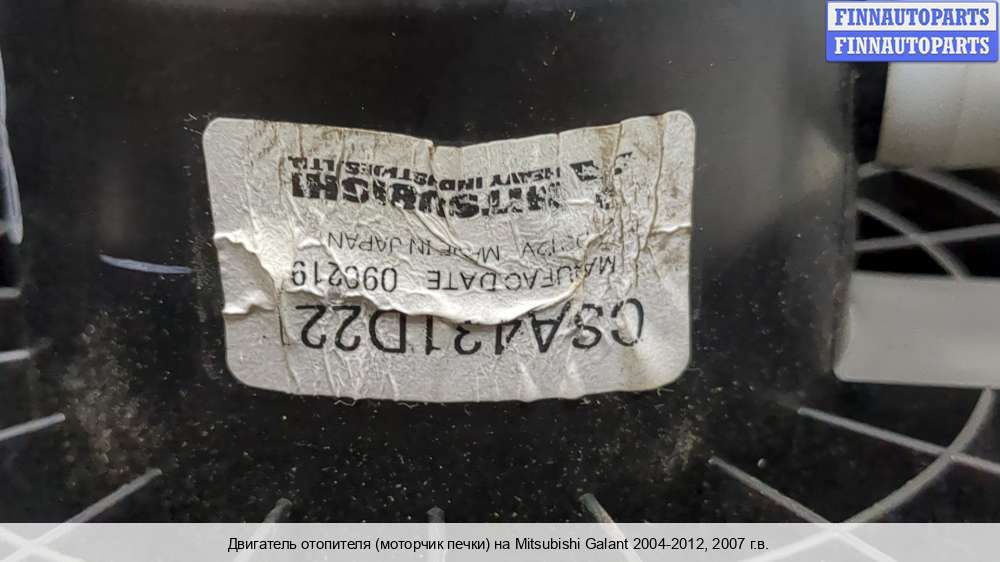 FINNAUTOPARTS
FINNAUTOPARTS
CSA431D22
MANUFAC DATE
DC12V MADE IN JAPAN
MITSUBISHI
HEAVY INDUSTRIES, LTD.
Двигатель отопителя (моторчик печки) на Mitsubishi Galant 2004-2012, 2007 г.в.